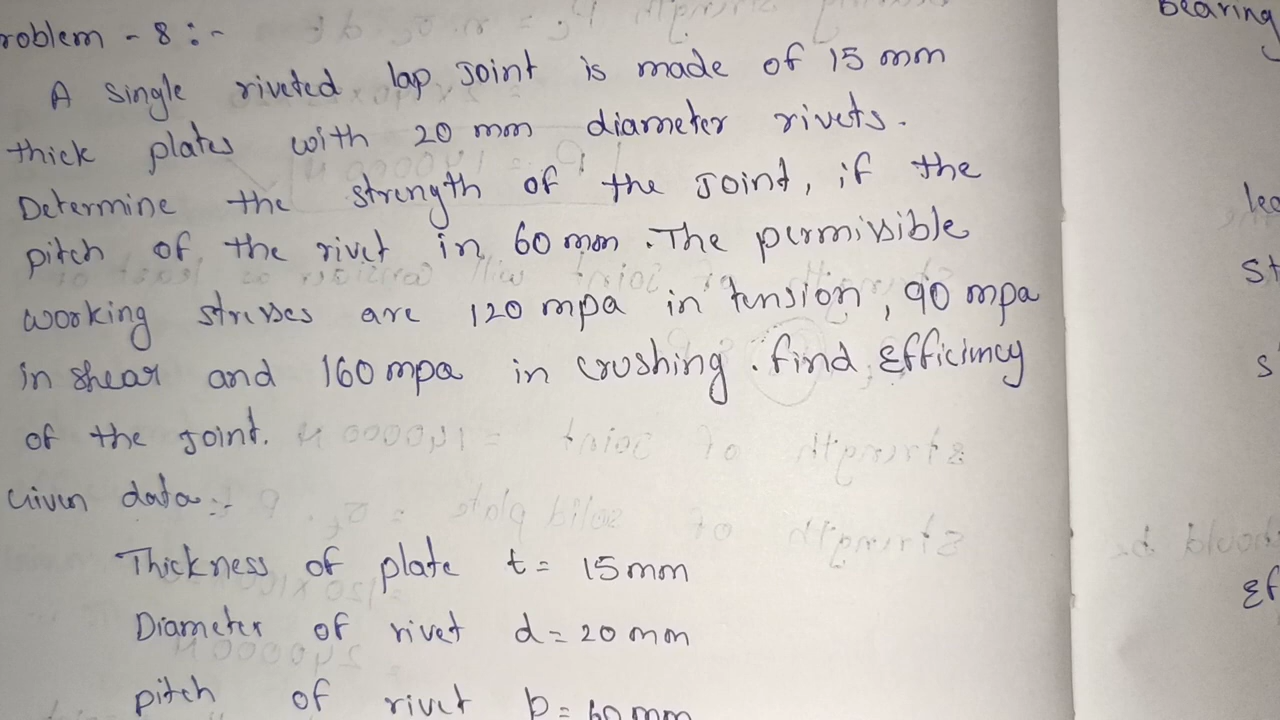 roblem - 8 :-
A single riveted lap joint is made of 15 mm
thick plates with 20 mm diameter rivets.
Determine the strength of the joint, if the
pitch of the rivet in 60 mm. The permissible
working stresses are 120 mpa in tension, 90 mpa
in shear and 160 mpa in crushing. find Efficiency
of the joint.
Given data :-
Thickness of plate t = 15 mm
Diameter of rivet d = 20 mm
pitch of rivet p = 60 mm
bearing
St
s
Ef